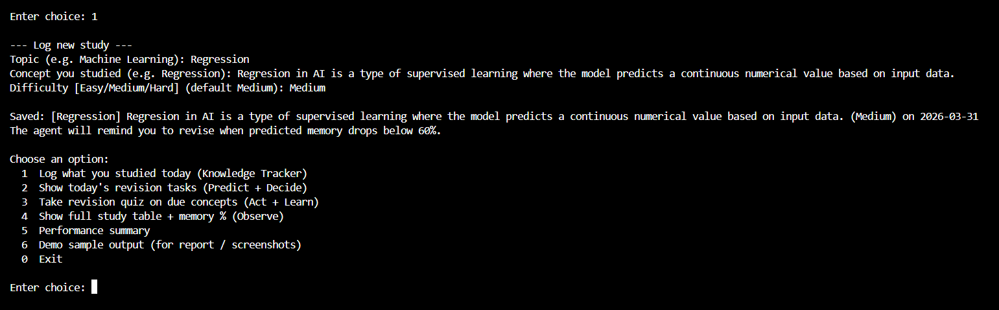 Enter choice: 1
--- Log new study ---
Topic (e.g. Machine Learning): Regression
Concept you studied (e.g. Regression): Regresion in AI is a type of supervised learning where the model predicts a continuous numerical value based on input data.
Difficulty [Easy/Medium/Hard] (default Medium): Medium
Saved: [Regression] Regresion in AI is a type of supervised learning where the model predicts a continuous numerical value based on input data. (Medium) on 2026-03-31
The agent will remind you to revise when predicted memory drops below 60%.
Choose an option:
1 Log what you studied today (Knowledge Tracker)
2 Show today's revision tasks (Predict + Decide)
3 Take revision quiz on due concepts (Act + Learn)
4 Show full study table + memory % (Observe)
5 Performance summary
6 Demo sample output (for report / screenshots)
0 Exit
Enter choice: